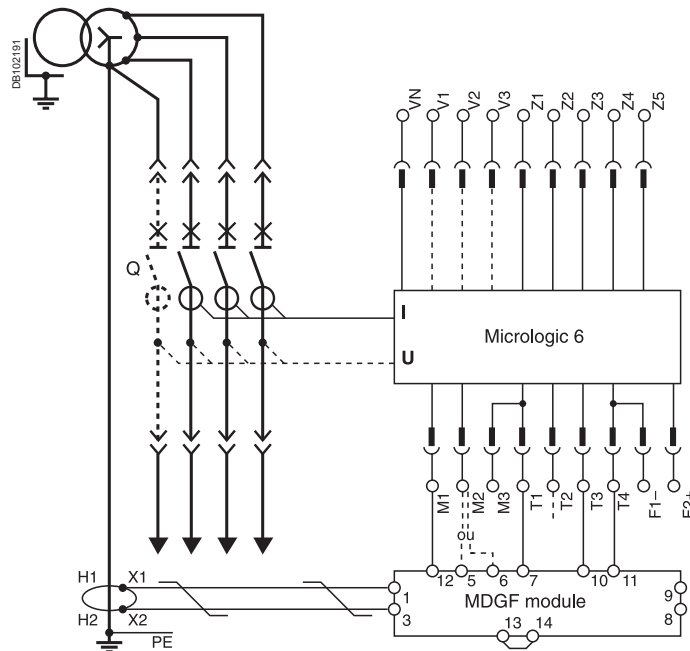 DB102191
VN V1 V2 V3 Z1 Z2 Z3 Z4 Z5
Q
I
Micrologic 6
U
M1 M2 M3 T1 T2 T3 T4 F1– F2+
ou
12 5 6 7 10 11
H1 X1
1 MDGF module 9
H2 X2
3 8
13 14
PE